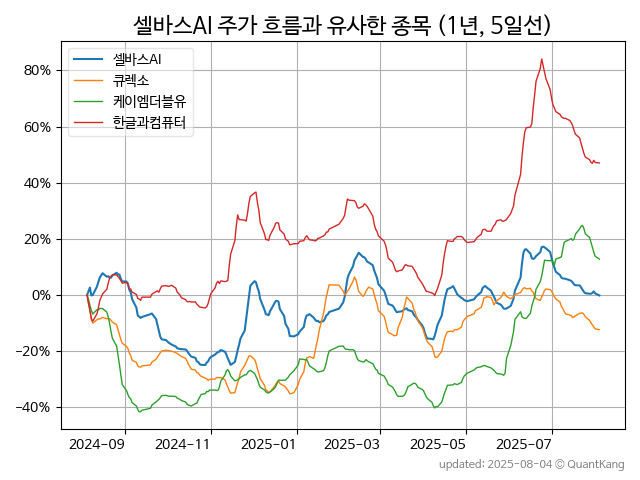 셀바스AI 주가 흐름과 유사한 종목 (1년, 5일선)
셀바스AI
큐렉소
케이엠더블유
한글과컴퓨터
80%
60%
40%
20%
0%
−20%
−40%
2024−09
2024−11
2025−01
2025−03
2025−05
2025−07
updated: 2025-08-04 © QuantKang